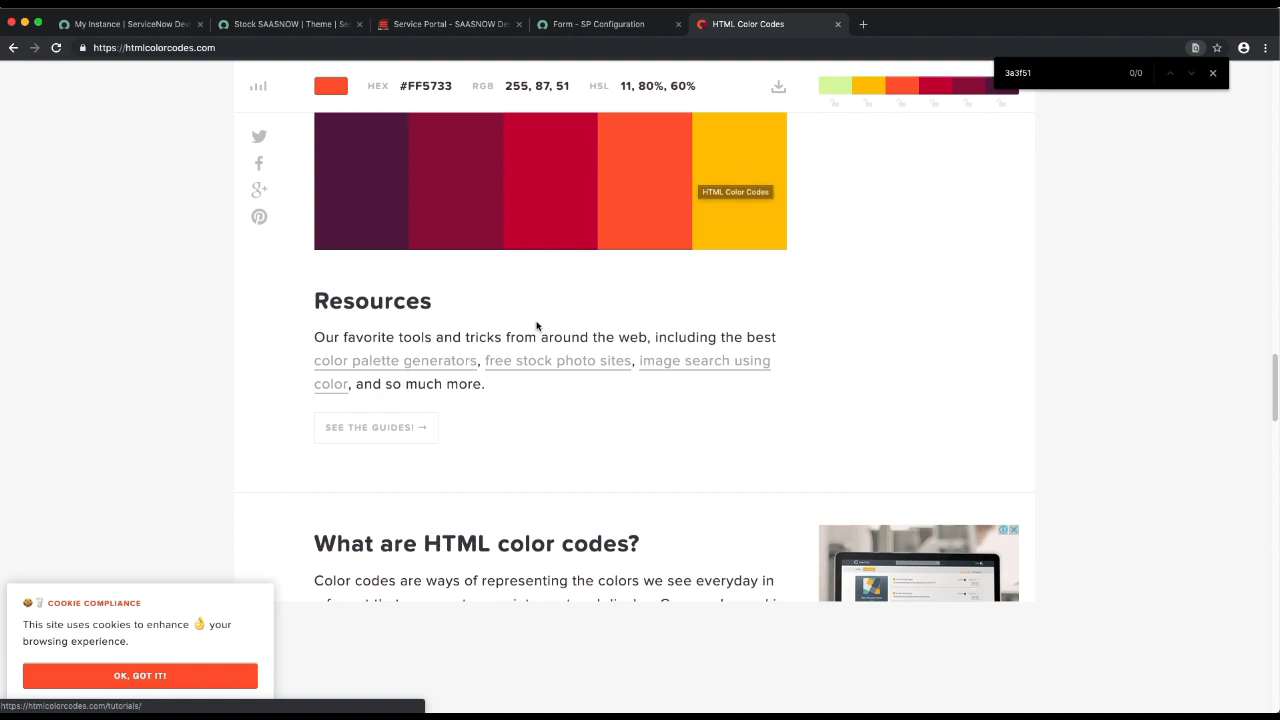 My Instance | ServiceNow Dev
Stock SAASNOW | Theme | Se
Service Portal - SAASNOW De
Form - SP Configuration
HTML Color Codes
https://htmlcolorcodes.com
3a3f51
0/0
HEX #FF5733 RGB 255, 87, 51 HSL 11, 80%, 60%
HTML Color Codes
Resources
Our favorite tools and tricks from around the web, including the best
color palette generators, free stock photo sites, image search using
color, and so much more.
SEE THE GUIDES! →
What are HTML color codes?
Color codes are ways of representing the colors we see everyday in
COOKIE COMPLIANCE
This site uses cookies to enhance 👌 your
browsing experience.
OK, GOT IT!
https://htmlcolorcodes.com/tutorials/